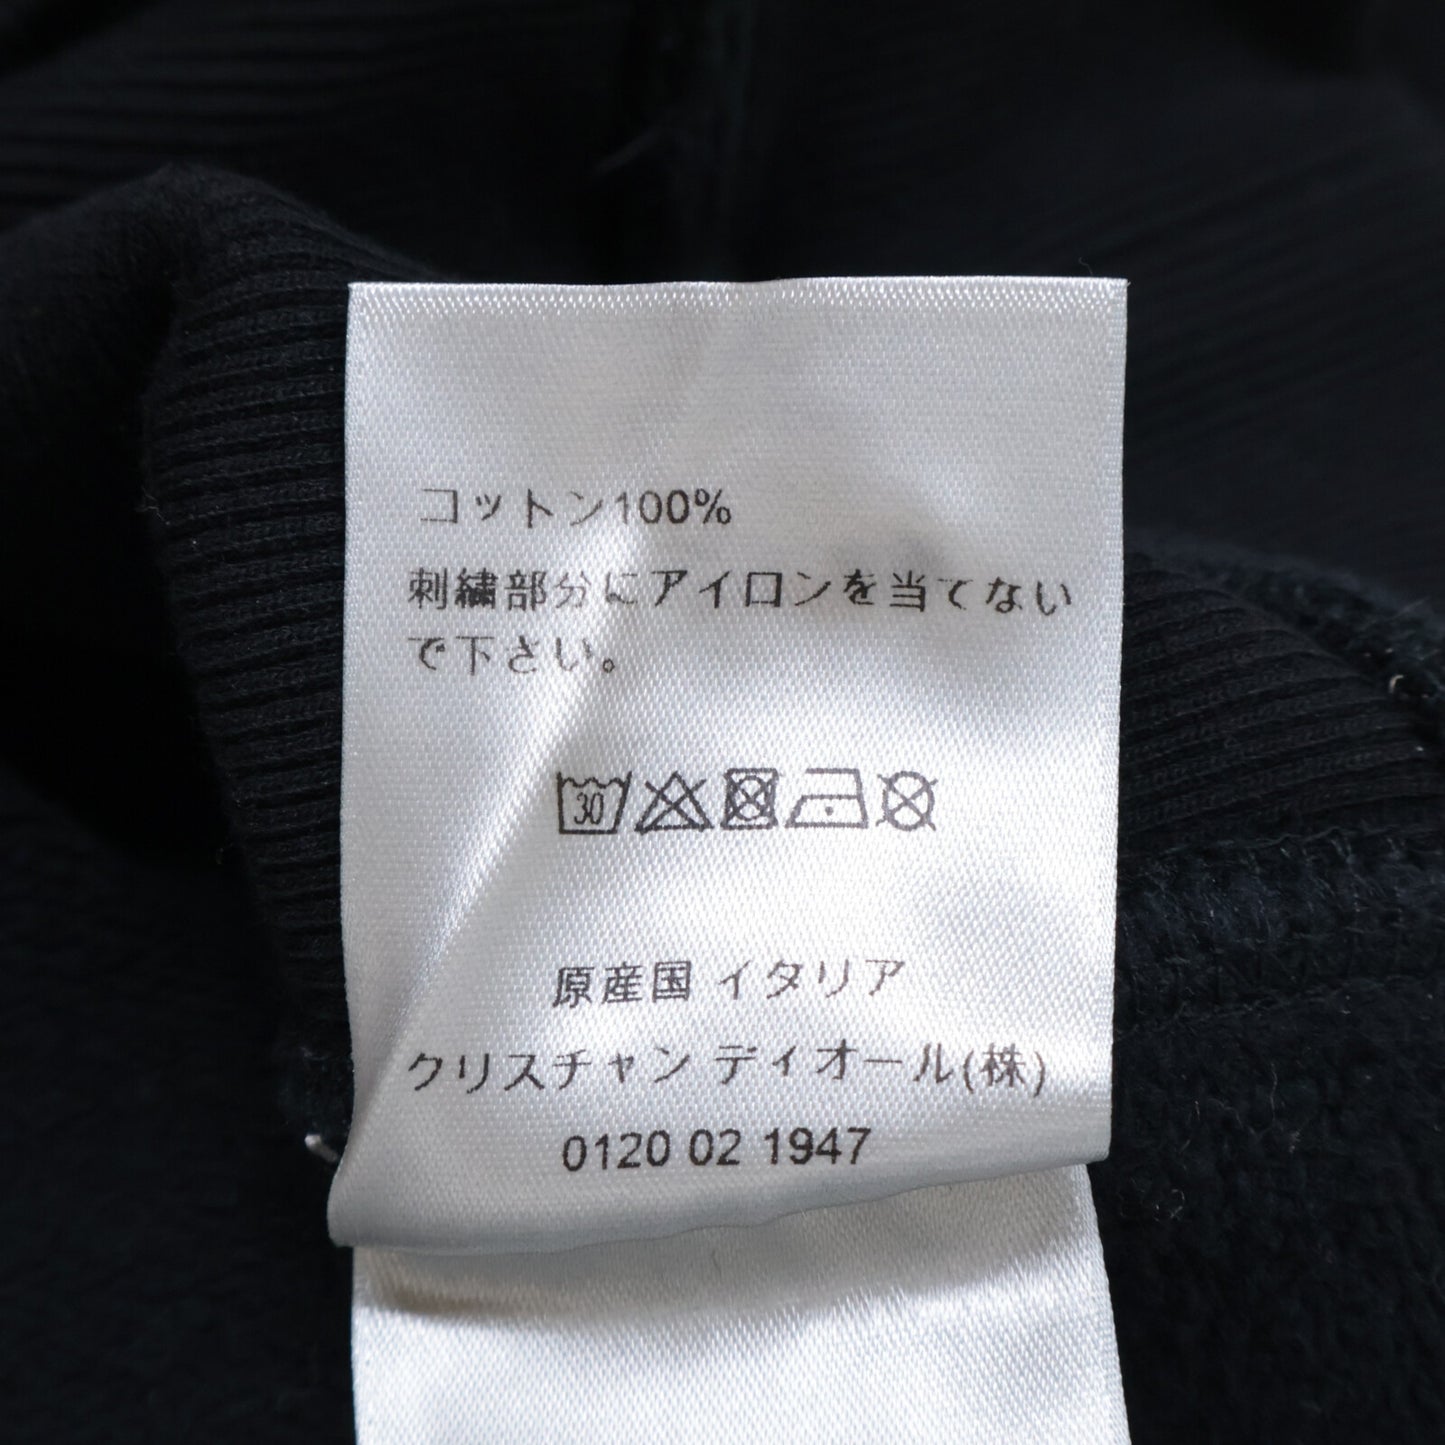 コットン100%
刺繍部分にアイロンを当てない
で下さい。
30
原産国 イタリア
クリスチャン ディオール(株)
0120 02 1947